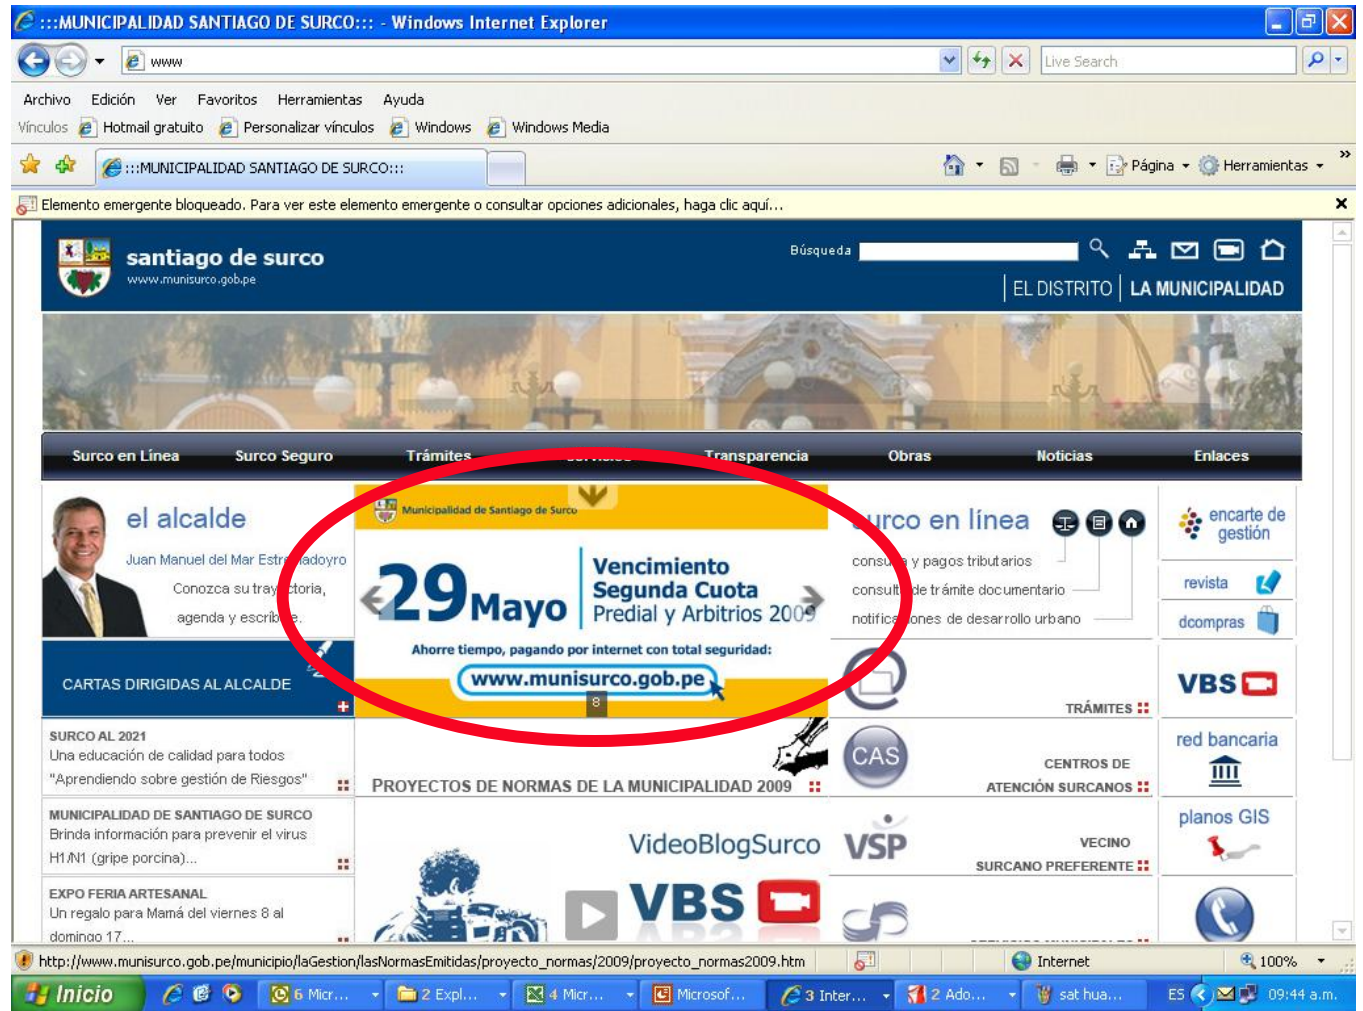 :::MUNICIPALIDAD SANTIAGO DE SURCO::: - Windows Internet Explorer
www
Live Search
Archivo Edición Ver Favoritos Herramientas Ayuda
Vínculos Hotmail gratuito Personalizar vínculos Windows Windows Media
:::MUNICIPALIDAD SANTIAGO DE SURCO:::
Página Herramientas »
Elemento emergente bloqueado. Para ver este elemento emergente o consultar opciones adicionales, haga clic aquí...
santiago de surco
www.munisurco.gob.pe
Búsqueda
EL DISTRITO LA MUNICIPALIDAD
Surco en Línea Surco Seguro Trámites Servicios Transparencia Obras Noticias Enlaces
el alcalde
Juan Manuel del Mar Estremadoyro
Conozca su trayectoria,
agenda y escríbale.
CARTAS DIRIGIDAS AL ALCALDE
SURCO AL 2021
Una educación de calidad para todos
"Aprendiendo sobre gestión de Riesgos"
MUNICIPALIDAD DE SANTIAGO DE SURCO
Brinda información para prevenir el virus
H1N1 (gripe porcina)...
EXPO FERIA ARTESANAL
Un regalo para Mamá del viernes 8 al
domingo 17...
Municipalidad de Santiago de Surco
29 Mayo
Vencimiento
Segunda Cuota
Predial y Arbitrios 2009
Ahorre tiempo, pagando por internet con total seguridad:
www.munisurco.gob.pe
8
PROYECTOS DE NORMAS DE LA MUNICIPALIDAD 2009
VideoBlogSurco
VBS
surco en línea
consulta y pagos tributarios
consulta de trámite documentario
notificaciones de desarrollo urbano
TRÁMITES
CAS
CENTROS DE
ATENCIÓN SURCANOS
VSP
VECINO
SURCANO PREFERENTE
SERVICIOS MUNICIPALES
encarte de
gestión
revista
dcompras
VBS
red bancaria
planos GIS
http://www.munisurco.gob.pe/municipio/laGestion/lasNormasEmitidas/proyecto_normas/2009/proyecto_normas2009.htm Internet 100%
Inicio 6 Micr... 2 Expl... 4 Micr... Microsof... 3 Inter... 2 Ado... sat hua... ES 09:44 a.m.